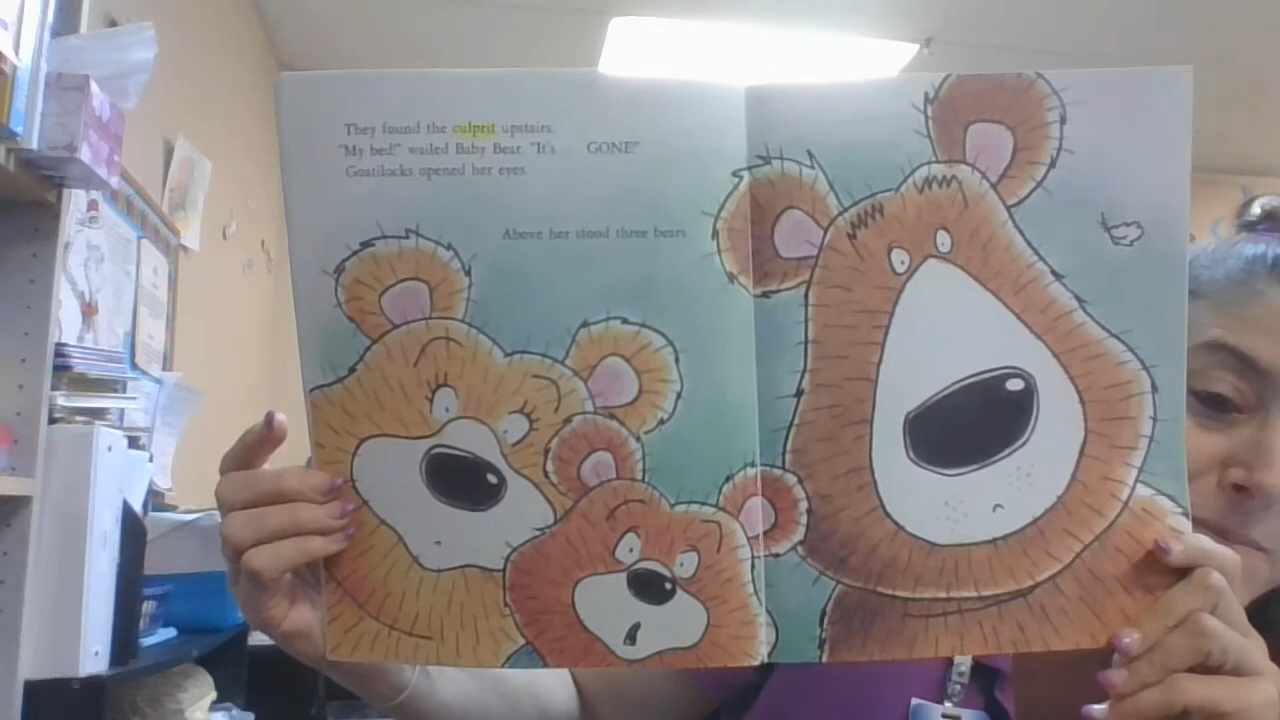 They found the culprit upstairs.
"My bed!" wailed Baby Bear. "It's GONE!"
Goatilocks opened her eyes.
Above her stood three bears.